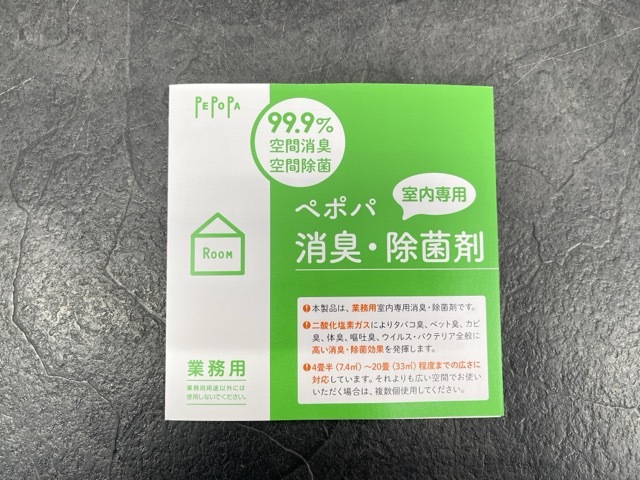 PEPOPA
99.9%
空間消臭
空間除菌
ペポパ
室内専用
消臭・除菌剤
ROOM
業務用
業務用用途以外には
使用しないでください。
!本製品は、業務用室内専用消臭・除菌剤です。
!二酸化塩素ガスによりタバコ臭、ペット臭、カビ
臭、体臭、嘔吐臭、ウイルス・バクテリア全般に
高い消臭・除菌効果を発揮します。
!4畳半(7.4㎡)〜20畳(33㎡)程度までの広さに
対応しています。それよりも広い空間でお使い
いただく場合は、複数個使用してください。